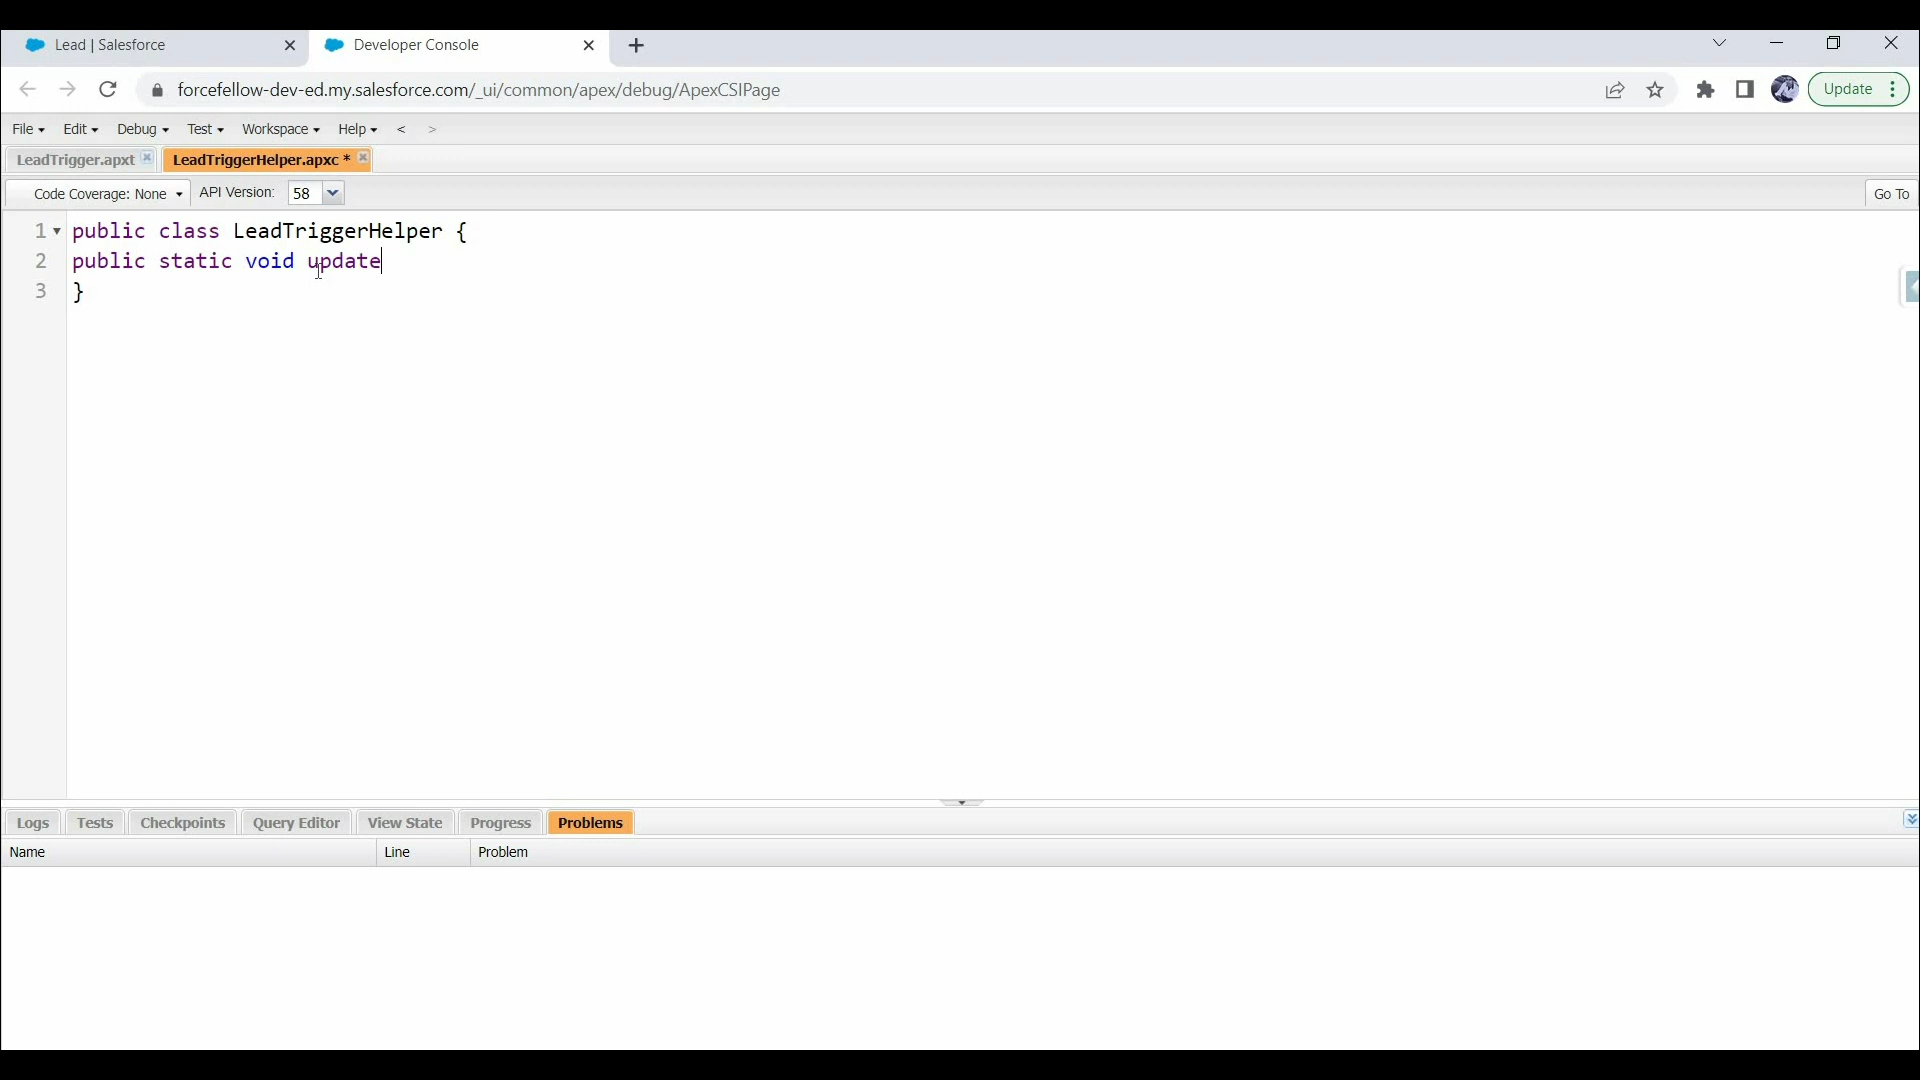 Lead | Salesforce
Developer Console
forcefellow-dev-ed.my.salesforce.com/_ui/common/apex/debug/ApexCSIPage
Update
File Edit Debug Test Workspace Help < >
LeadTrigger.apxt LeadTriggerHelper.apxc *
Code Coverage: None API Version: 58 Go To
1 public class LeadTriggerHelper {
2 public static void update
3 }
Logs Tests Checkpoints Query Editor View State Progress Problems
Name Line Problem